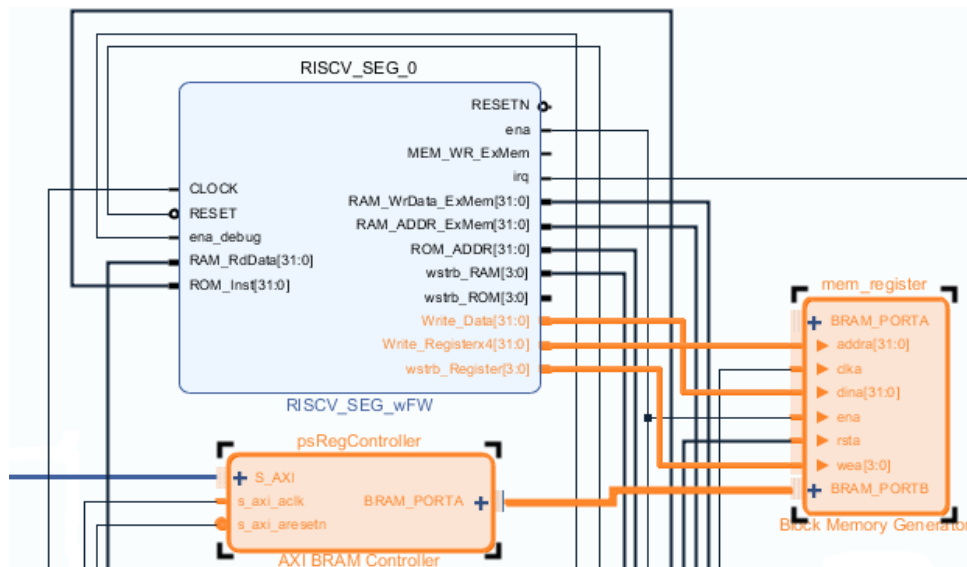 RISCV_SEG_0
RESETN
ena
MEM_WR_ExMem
irq
CLOCK
RAM_WrData_ExMem[31:0]
RESET
RAM_ADDR_ExMem[31:0]
ena_debug
ROM_ADDR[31:0]
RAM_RdData[31:0]
wstrb_RAM[3:0]
ROM_Inst[31:0]
wstrb_ROM[3:0]
Write_Data[31:0]
Write_Registerx4[31:0]
wstrb_Register[3:0]
RISCV_SEG_wFW
mem_register
BRAM_PORTA
addra[31:0]
clka
dina[31:0]
ena
rsta
wea[3:0]
BRAM_PORTB
Block Memory Generator
psRegController
S_AXI
s_axi_aclk
BRAM_PORTA
s_axi_aresetn
AXI BRAM Controller